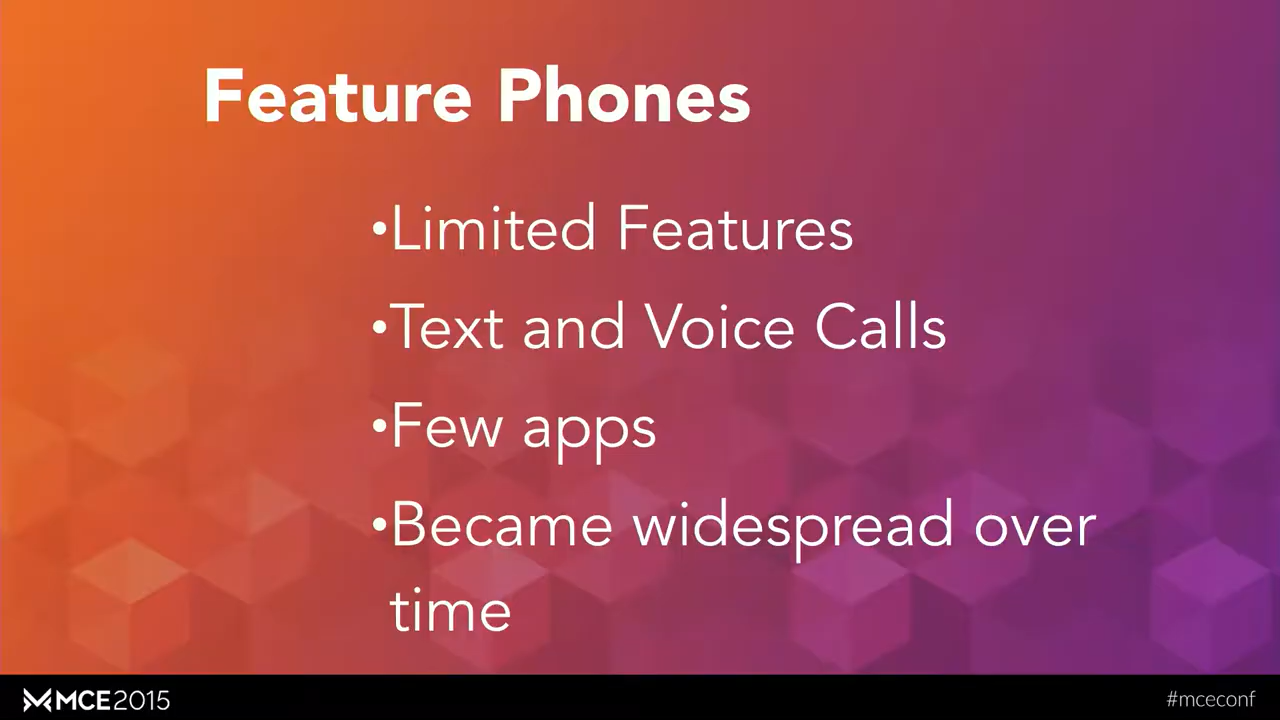 Feature Phones
•Limited Features
•Text and Voice Calls
•Few apps
•Became widespread over
time
MCE2015
#mceconf